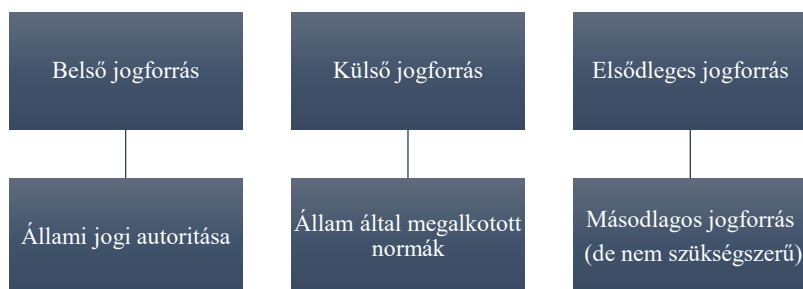 Belső jogforrás
Külső jogforrás
Elsődleges jogforrás
Állami jogi autoritása
Állam által megalkotott
normák
Másodlagos jogforrás
(de nem szükségszerű)